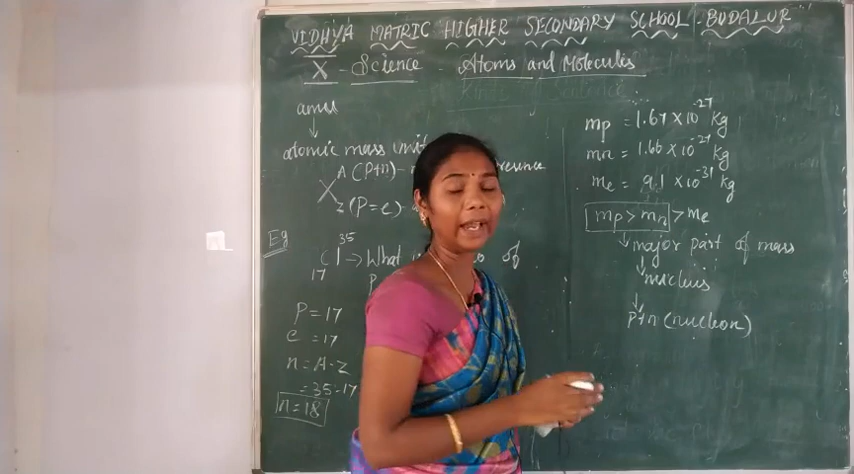 VIDHYA MATRIC HIGHER SECONDARY SCHOOL - BUDALUR
X - Science - Atoms and Molecules
amu
↓
atomic mass unit
X A (P+n) -
Z (P=e) -
Eg
17 Cl 35 → What of
P = 17
e = 17
n = A-Z
= 35-17
n = 18
mp = 1.67 × 10^-27 Kg
mn = 1.66 × 10^-27 Kg
me = 9.1 × 10^-31 Kg
mp > mn > me
↓ major part of mass
↓ nucleus
↓
p+n (nucleon)